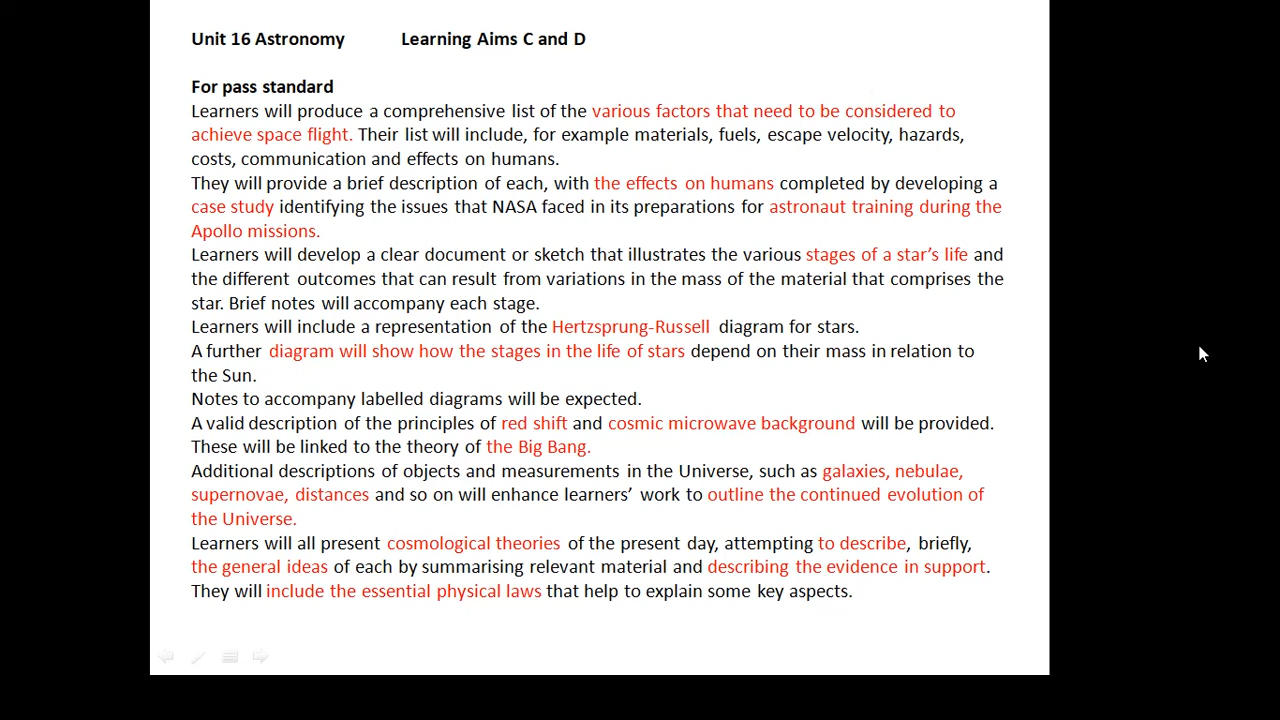 Unit 16 Astronomy Learning Aims C and D
For pass standard
Learners will produce a comprehensive list of the various factors that need to be considered to
achieve space flight. Their list will include, for example materials, fuels, escape velocity, hazards,
costs, communication and effects on humans.
They will provide a brief description of each, with the effects on humans completed by developing a
case study identifying the issues that NASA faced in its preparations for astronaut training during the
Apollo missions.
Learners will develop a clear document or sketch that illustrates the various stages of a star’s life and
the different outcomes that can result from variations in the mass of the material that comprises the
star. Brief notes will accompany each stage.
Learners will include a representation of the Hertzsprung-Russell diagram for stars.
A further diagram will show how the stages in the life of stars depend on their mass in relation to
the Sun.
Notes to accompany labelled diagrams will be expected.
A valid description of the principles of red shift and cosmic microwave background will be provided.
These will be linked to the theory of the Big Bang.
Additional descriptions of objects and measurements in the Universe, such as galaxies, nebulae,
supernovae, distances and so on will enhance learners’ work to outline the continued evolution of
the Universe.
Learners will all present cosmological theories of the present day, attempting to describe, briefly,
the general ideas of each by summarising relevant material and describing the evidence in support.
They will include the essential physical laws that help to explain some key aspects.